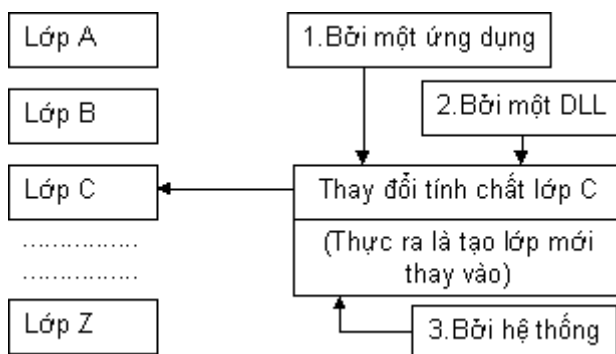 Lớp A
Lớp B
Lớp C
................
................
Lớp Z
1.Bởi một ứng dụng
2.Bởi một DLL
Thay đổi tính chất lớp C
(Thực ra là tạo lớp mới
thay vào)
3.Bởi hệ thống